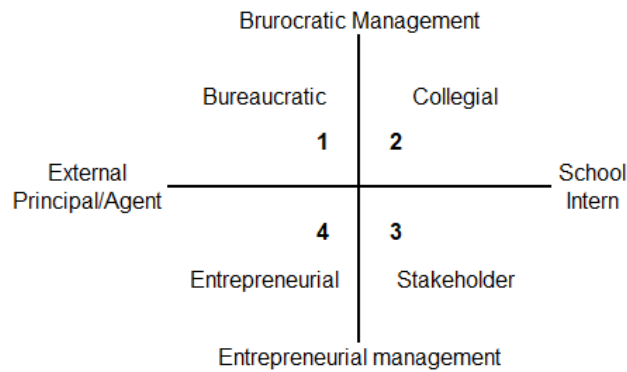 Brurocratic Management
Bureaucratic Collegial
1 2
External School
Principal/Agent Intern
4 3
Entrepreneurial Stakeholder
Entrepreneurial management